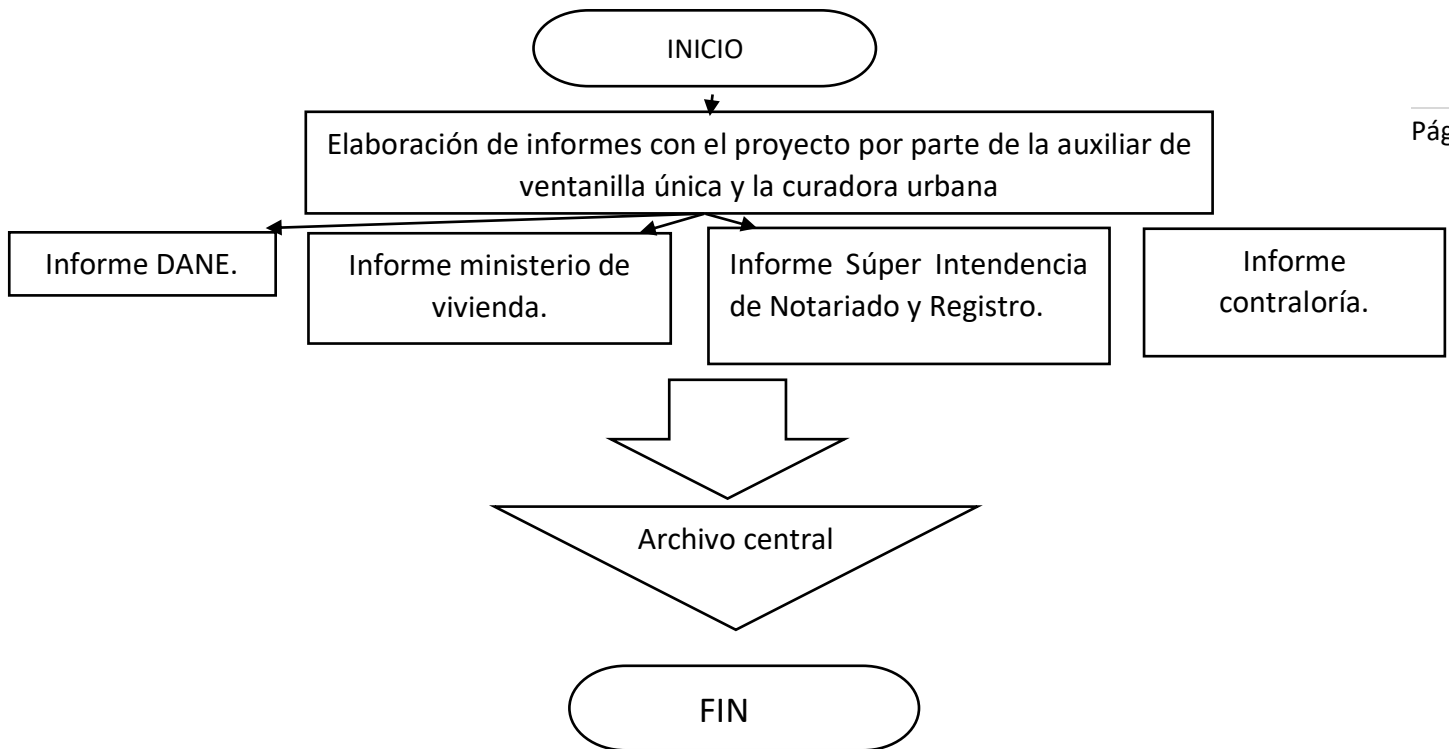 INICIO
Pág
Elaboración de informes con el proyecto por parte de la auxiliar de
ventanilla única y la curadora urbana
Informe DANE.
Informe ministerio de
vivienda.
Informe Súper Intendencia
de Notariado y Registro.
Informe
contraloría.
Archivo central
FIN